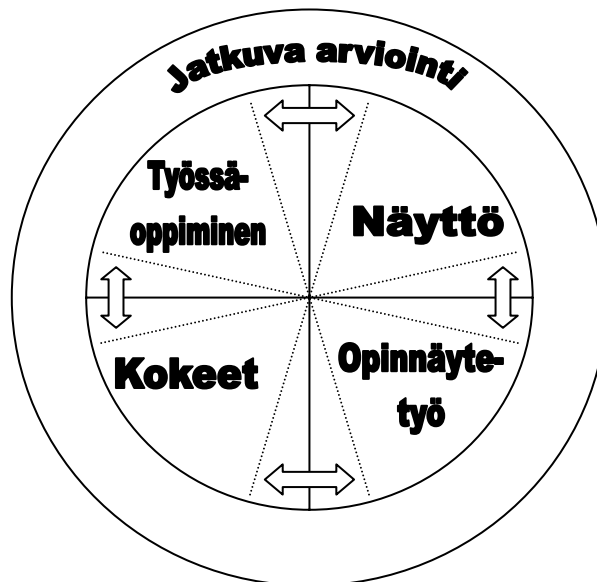 Jatkuva arviointi
Työssä-
oppiminen
Näyttö
Kokeet
Opinnäyte-
työ